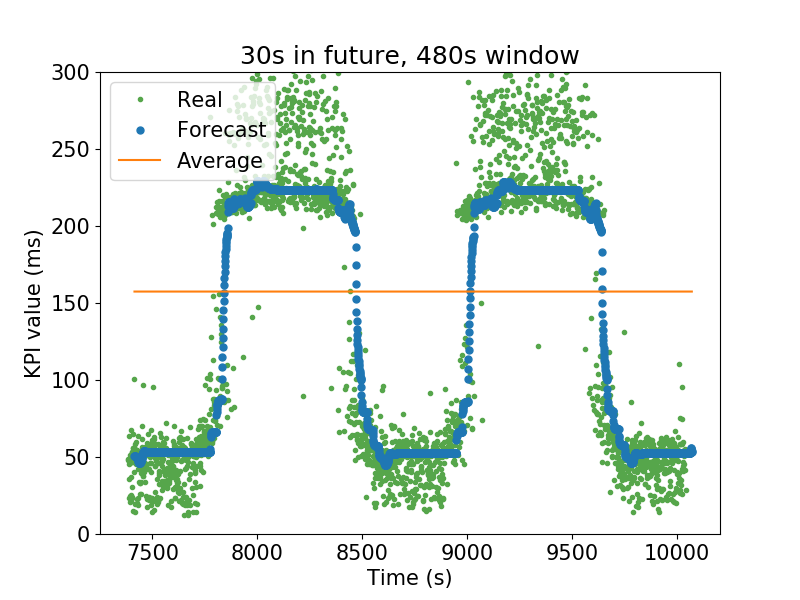 30s in future, 480s window
Real
Forecast
Average
KPI value (ms)
300
250
200
150
100
50
0
7500 8000 8500 9000 9500 10000
Time (s)